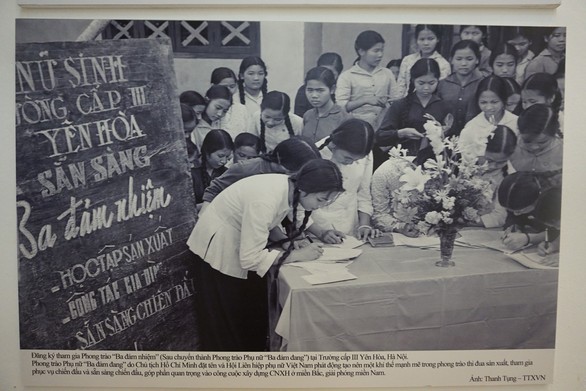 NỮ SINH
ƯỜNG CẤP III
YÊN HÒA
- SẴN SÀNG
Ba đảm nhiệm
- HỌC TẬP SẢN XUẤT
- CÔNG TÁC GIA ĐÌNH
- SẴN SÀNG CHIẾN ĐẤU
Đăng ký tham gia Phong trào "Ba đảm nhiệm" (Sau chuyển thành Phong trào Phụ nữ "Ba đảm đang") tại Trường cấp III Yên Hòa, Hà Nội.
Phong trào Phụ nữ "Ba đảm đang" do Chủ tịch Hồ Chí Minh đặt tên và Hội Liên hiệp phụ nữ Việt Nam phát động tạo nên một khí thế mạnh mẽ trong phong trào thi đua sản xuất, tham
gia phục vụ chiến đấu và sẵn sàng chiến đấu, góp phần quan trọng vào công cuộc xây dựng CNXH ở miền Bắc, giải phóng miền Nam.
Ảnh: Thanh Tụng – TTXVN